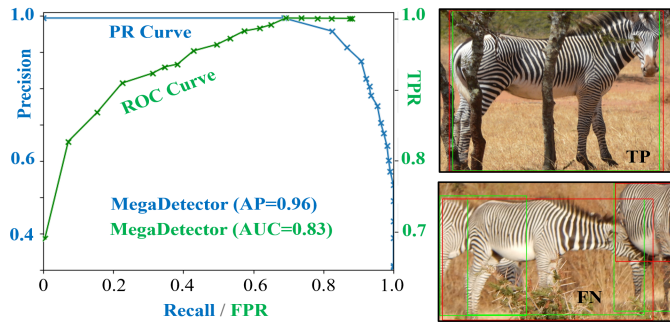 1.0
0.8
0.6
0.4
Precision
PR Curve
ROC Curve
MegaDetector (AP=0.96)
MegaDetector (AUC=0.83)
1.0
0.9
0.8
0.7
TPR
0.0
0.2
0.4
0.6
0.8
1.0
Recall / FPR
TP
FN